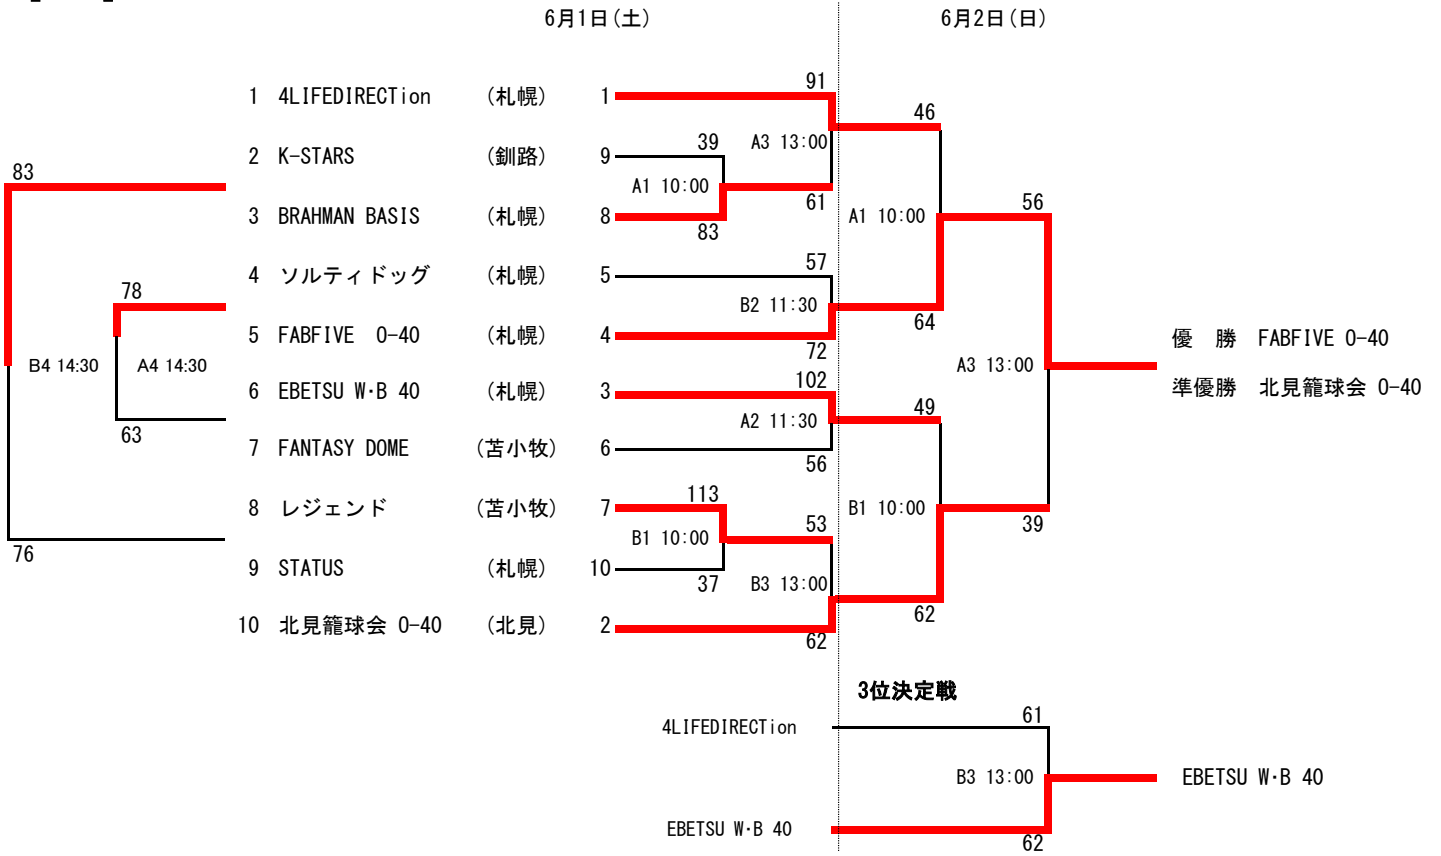 6月1日(土) 6月2日(日)
91
1 4LIFEDIRECTion (札幌) 1
46
39 A3 13:00
2 K-STARS (釧路) 9
83
A1 10:00
61 56
3 BRAHMAN BASIS (札幌) 8 A1 10:00
83
57
4 ソルティドッグ (札幌) 5
78
B2 11:30
64
5 FABFIVE 0-40 (札幌) 4
優 勝 FABFIVE 0-40
72
B4 14:30 A4 14:30 A3 13:00
102
準優勝 北見籠球会 0-40
6 EBETSU W·B 40 (札幌) 3
49
A2 11:30
63
7 FANTASY DOME (苫小牧) 6
56
113
8 レジェンド (苫小牧) 7 B1 10:00
53 39
B1 10:00
76
9 STATUS (札幌) 10
37 B3 13:00
62
10 北見籠球会 0-40 (北見) 2
62
3位決定戦
61
4LIFEDIRECTion
B3 13:00 EBETSU W·B 40
EBETSU W·B 40
62